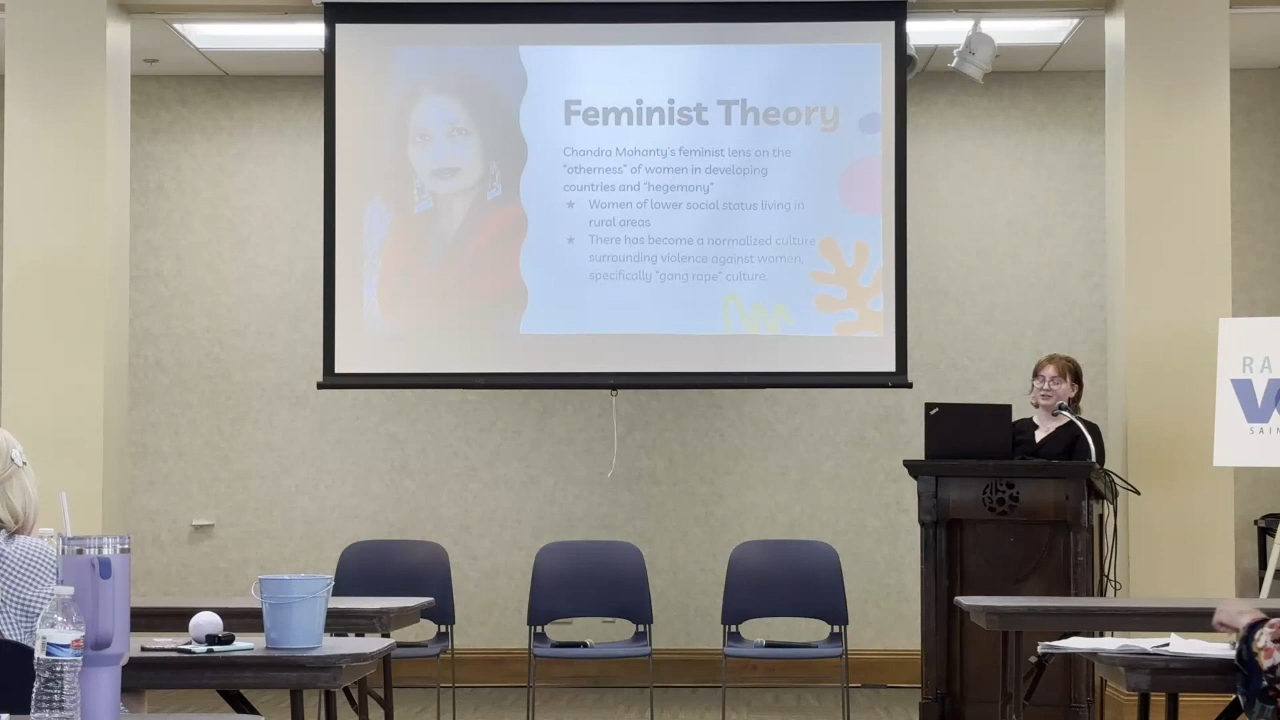 Feminist Theory
Chandra Mohanty's feminist lens on the
"otherness" of women in developing
countries and "hegemony"
★ Women of lower social status living in
rural areas
★ There has become a normalized culture
surrounding violence against women,
specifically "gang rape" culture.
RA
SAIN